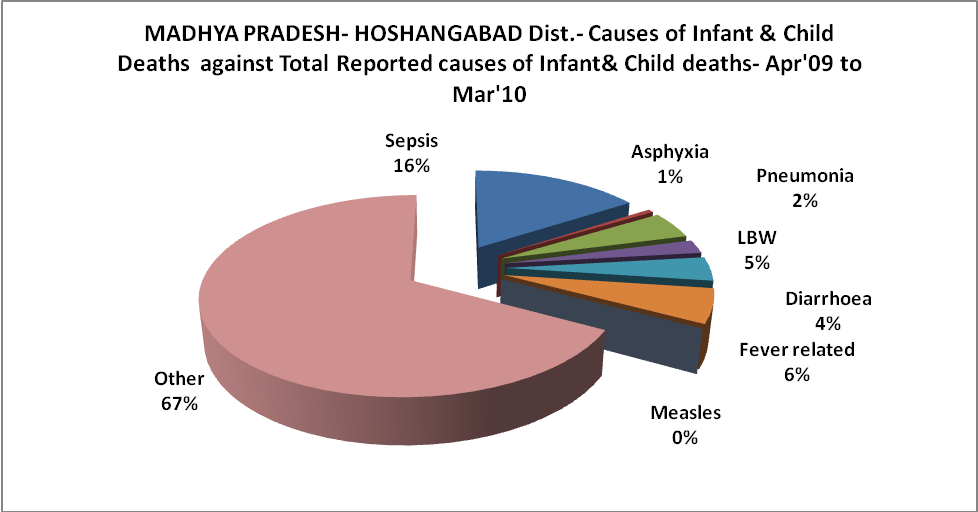 MADHYA PRADESH- HOSHANGABAD Dist.- Causes of Infant & Child
Deaths against Total Reported causes of Infant& Child deaths- Apr'09 to
Mar'10
Sepsis
16%
Asphyxia
1%
Pneumonia
2%
LBW
5%
Diarrhoea
4%
Fever related
6%
Measles
0%
Other
67%